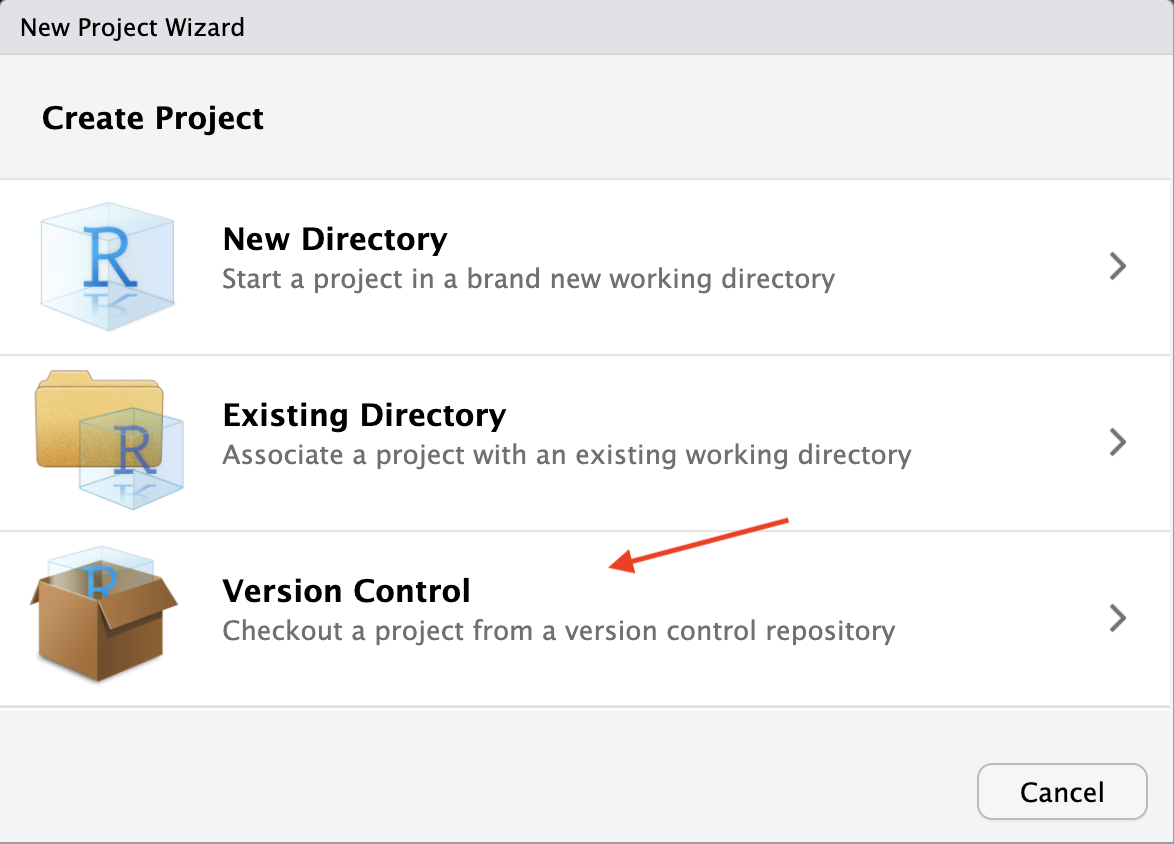 New Project Wizard
Create Project
R
New Directory
Start a project in a brand new working directory
R
Existing Directory
Associate a project with an existing working directory
R
Version Control
Checkout a project from a version control repository
Cancel